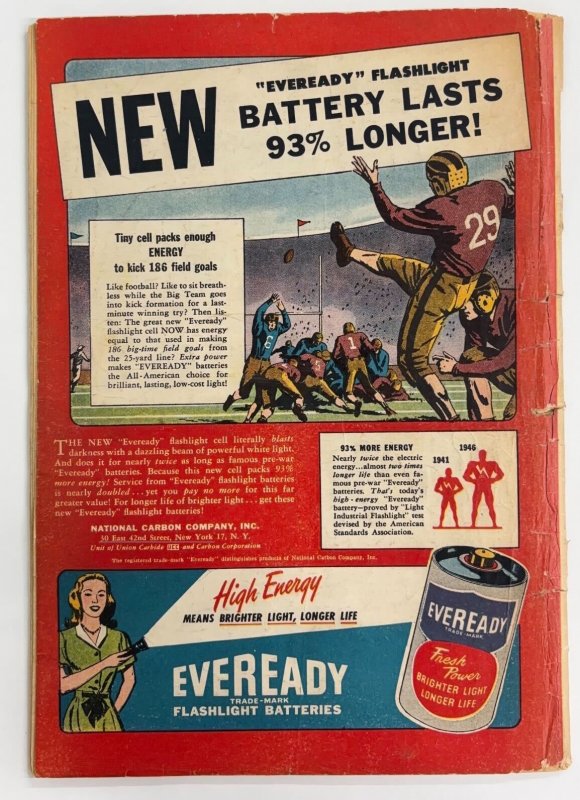 NEW
"EVEREADY" FLASHLIGHT
BATTERY LASTS
93% LONGER!
29
Tiny cell packs enough
ENERGY
to kick 186 field goals
Like football? Like to sit breath-
less while the Big Team goes
into kick formation for a last-
minute winning try? Then lis-
ten: The great new "Eveready"
flashlight cell NOW has energy
equal to that used in making
186 big-time field goals from
the 25-yard line? Extra power
makes "EVEREADY" batteries
the All-American choice for
brilliant, lasting, low-cost light!
1
THE NEW "Eveready" flashlight cell literally blasts
darkness with a dazzling beam of powerful white light.
And does it for nearly twice as long as famous pre-war
"Eveready" batteries. Because this new cell packs 93%
more energy! Service from "Eveready" flashlight batteries
is nearly doubled...yet you pay no more for this far
greater value! For longer life of brighter light...get these
new "Eveready" flashlight batteries!
NATIONAL CARBON COMPANY, INC.
30 East 42nd Street, New York 17, N. Y.
Unit of Union Carbide UCC and Carbon Corporation
The registered trade-mark "Eveready" distinguishes products of National Carbon Company, Inc.
93% MORE ENERGY
Nearly twice the electric
energy...almost two times
longer life than even fa-
mous pre-war "Eveready"
batteries. That's today's
high-energy "Eveready"
battery—proved by "Light
Industrial Flashlight" test
devised by the American
Standards Association.
1941
1946
High Energy
MEANS BRIGHTER LIGHT, LONGER LIFE
EVEREADY
TRADE-MARK
FLASHLIGHT BATTERIES
EVEREADY
TRADE-MARK
Fresh
Power
BRIGHTER LIGHT
LONGER LIFE